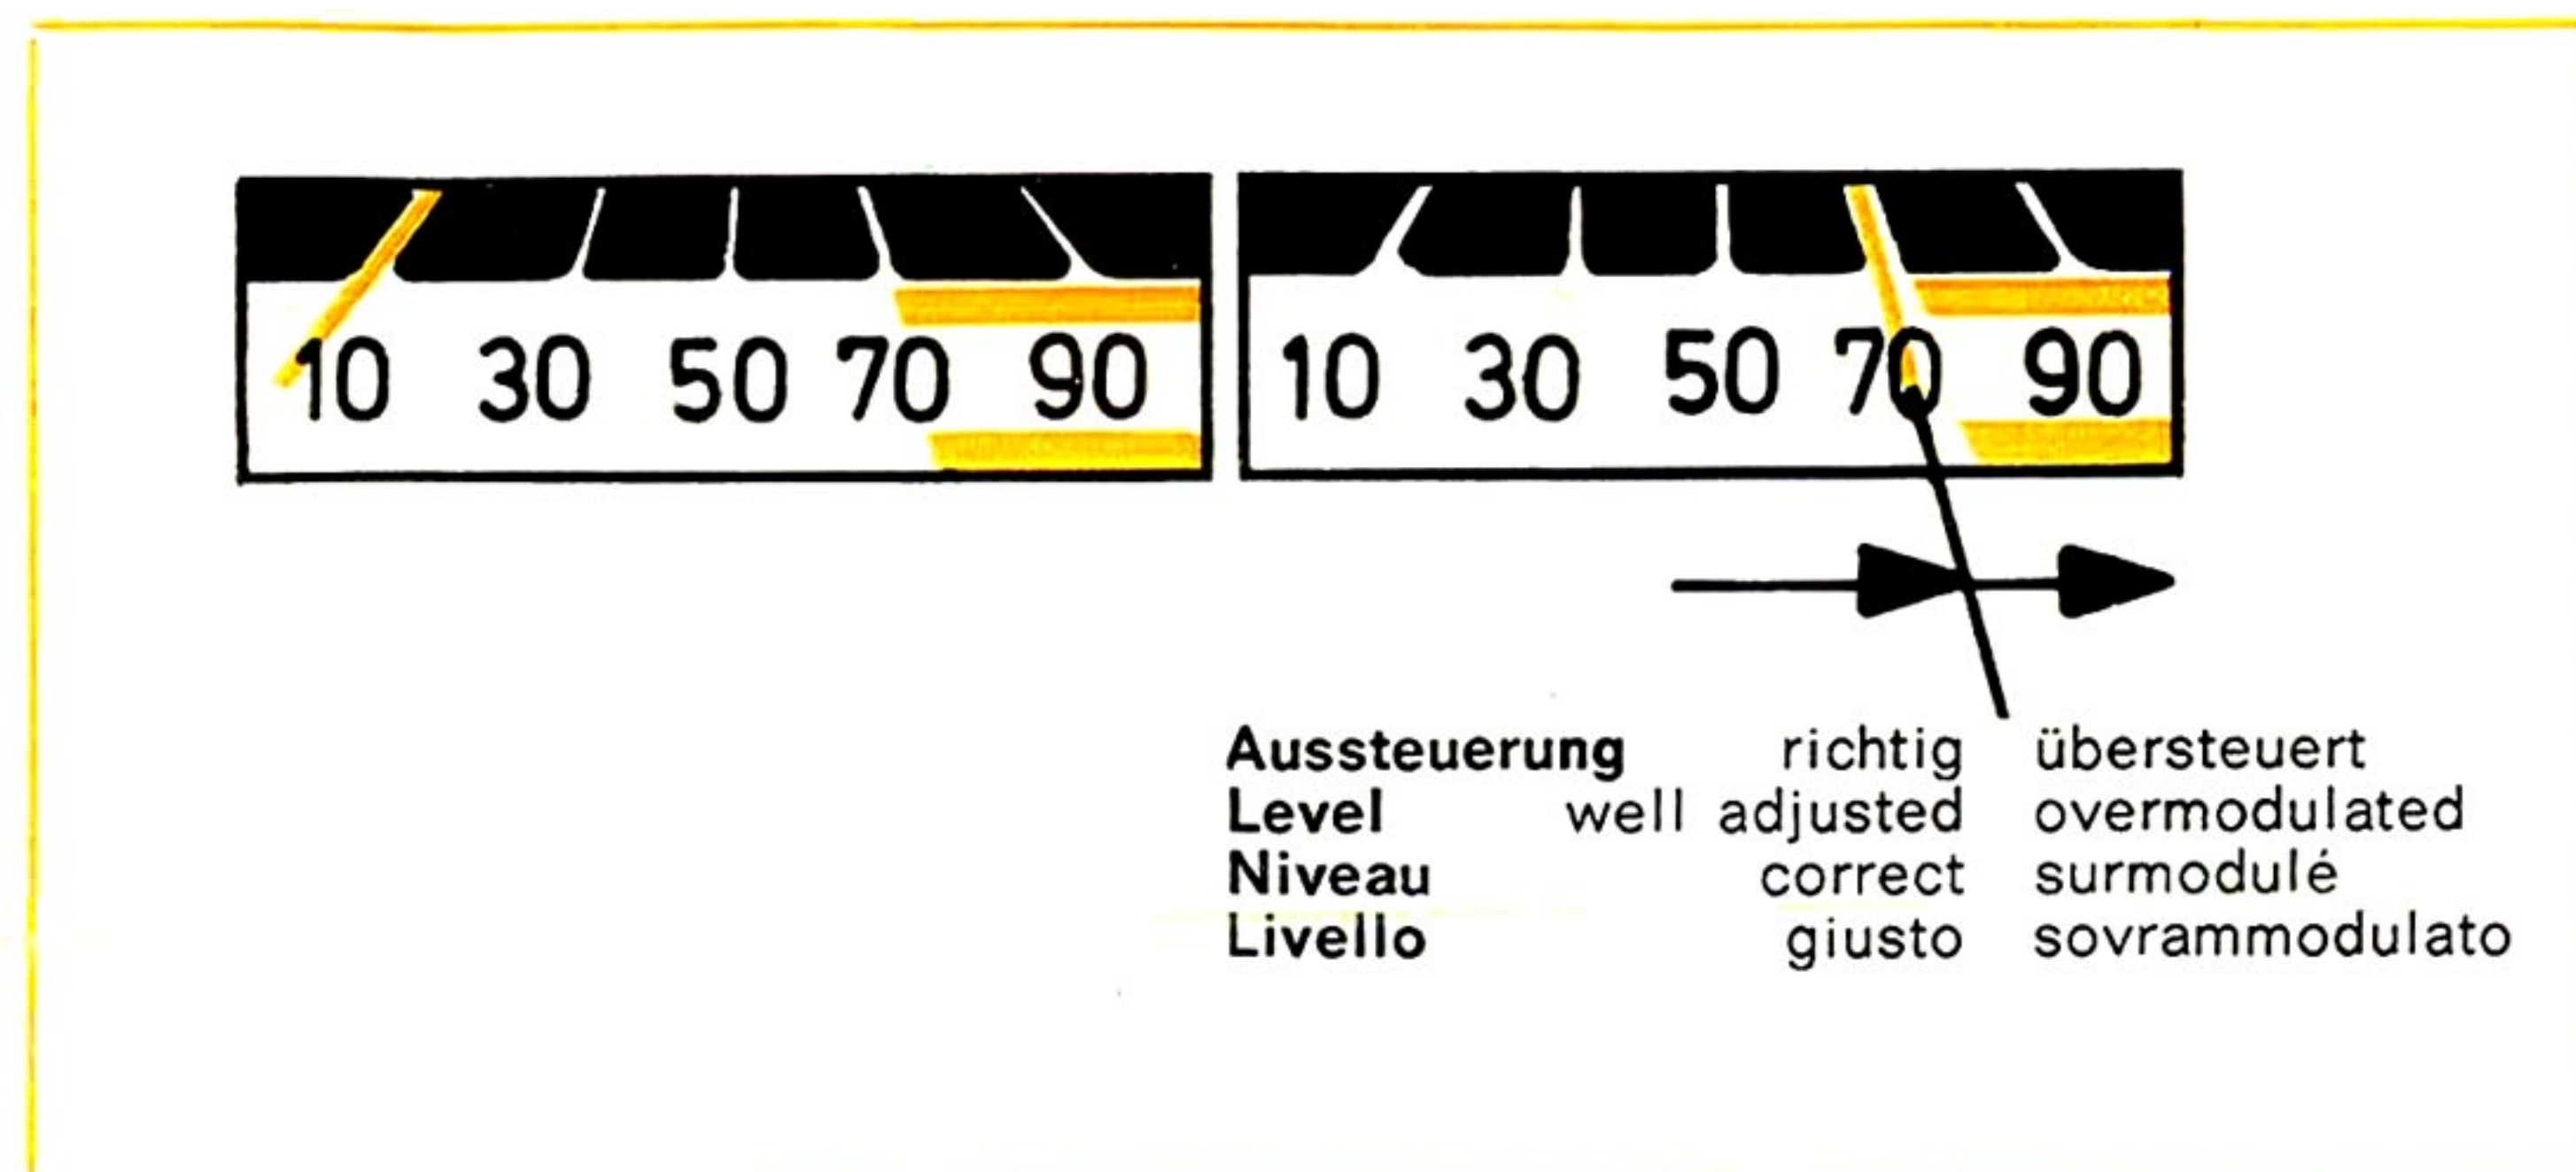 10 30 50 70 90 10 30 50 70 90
Aussteuerung richtig übersteuert
Level well adjusted overmodulated
Niveau correct surmodulé
Livello giusto sovrammodulato